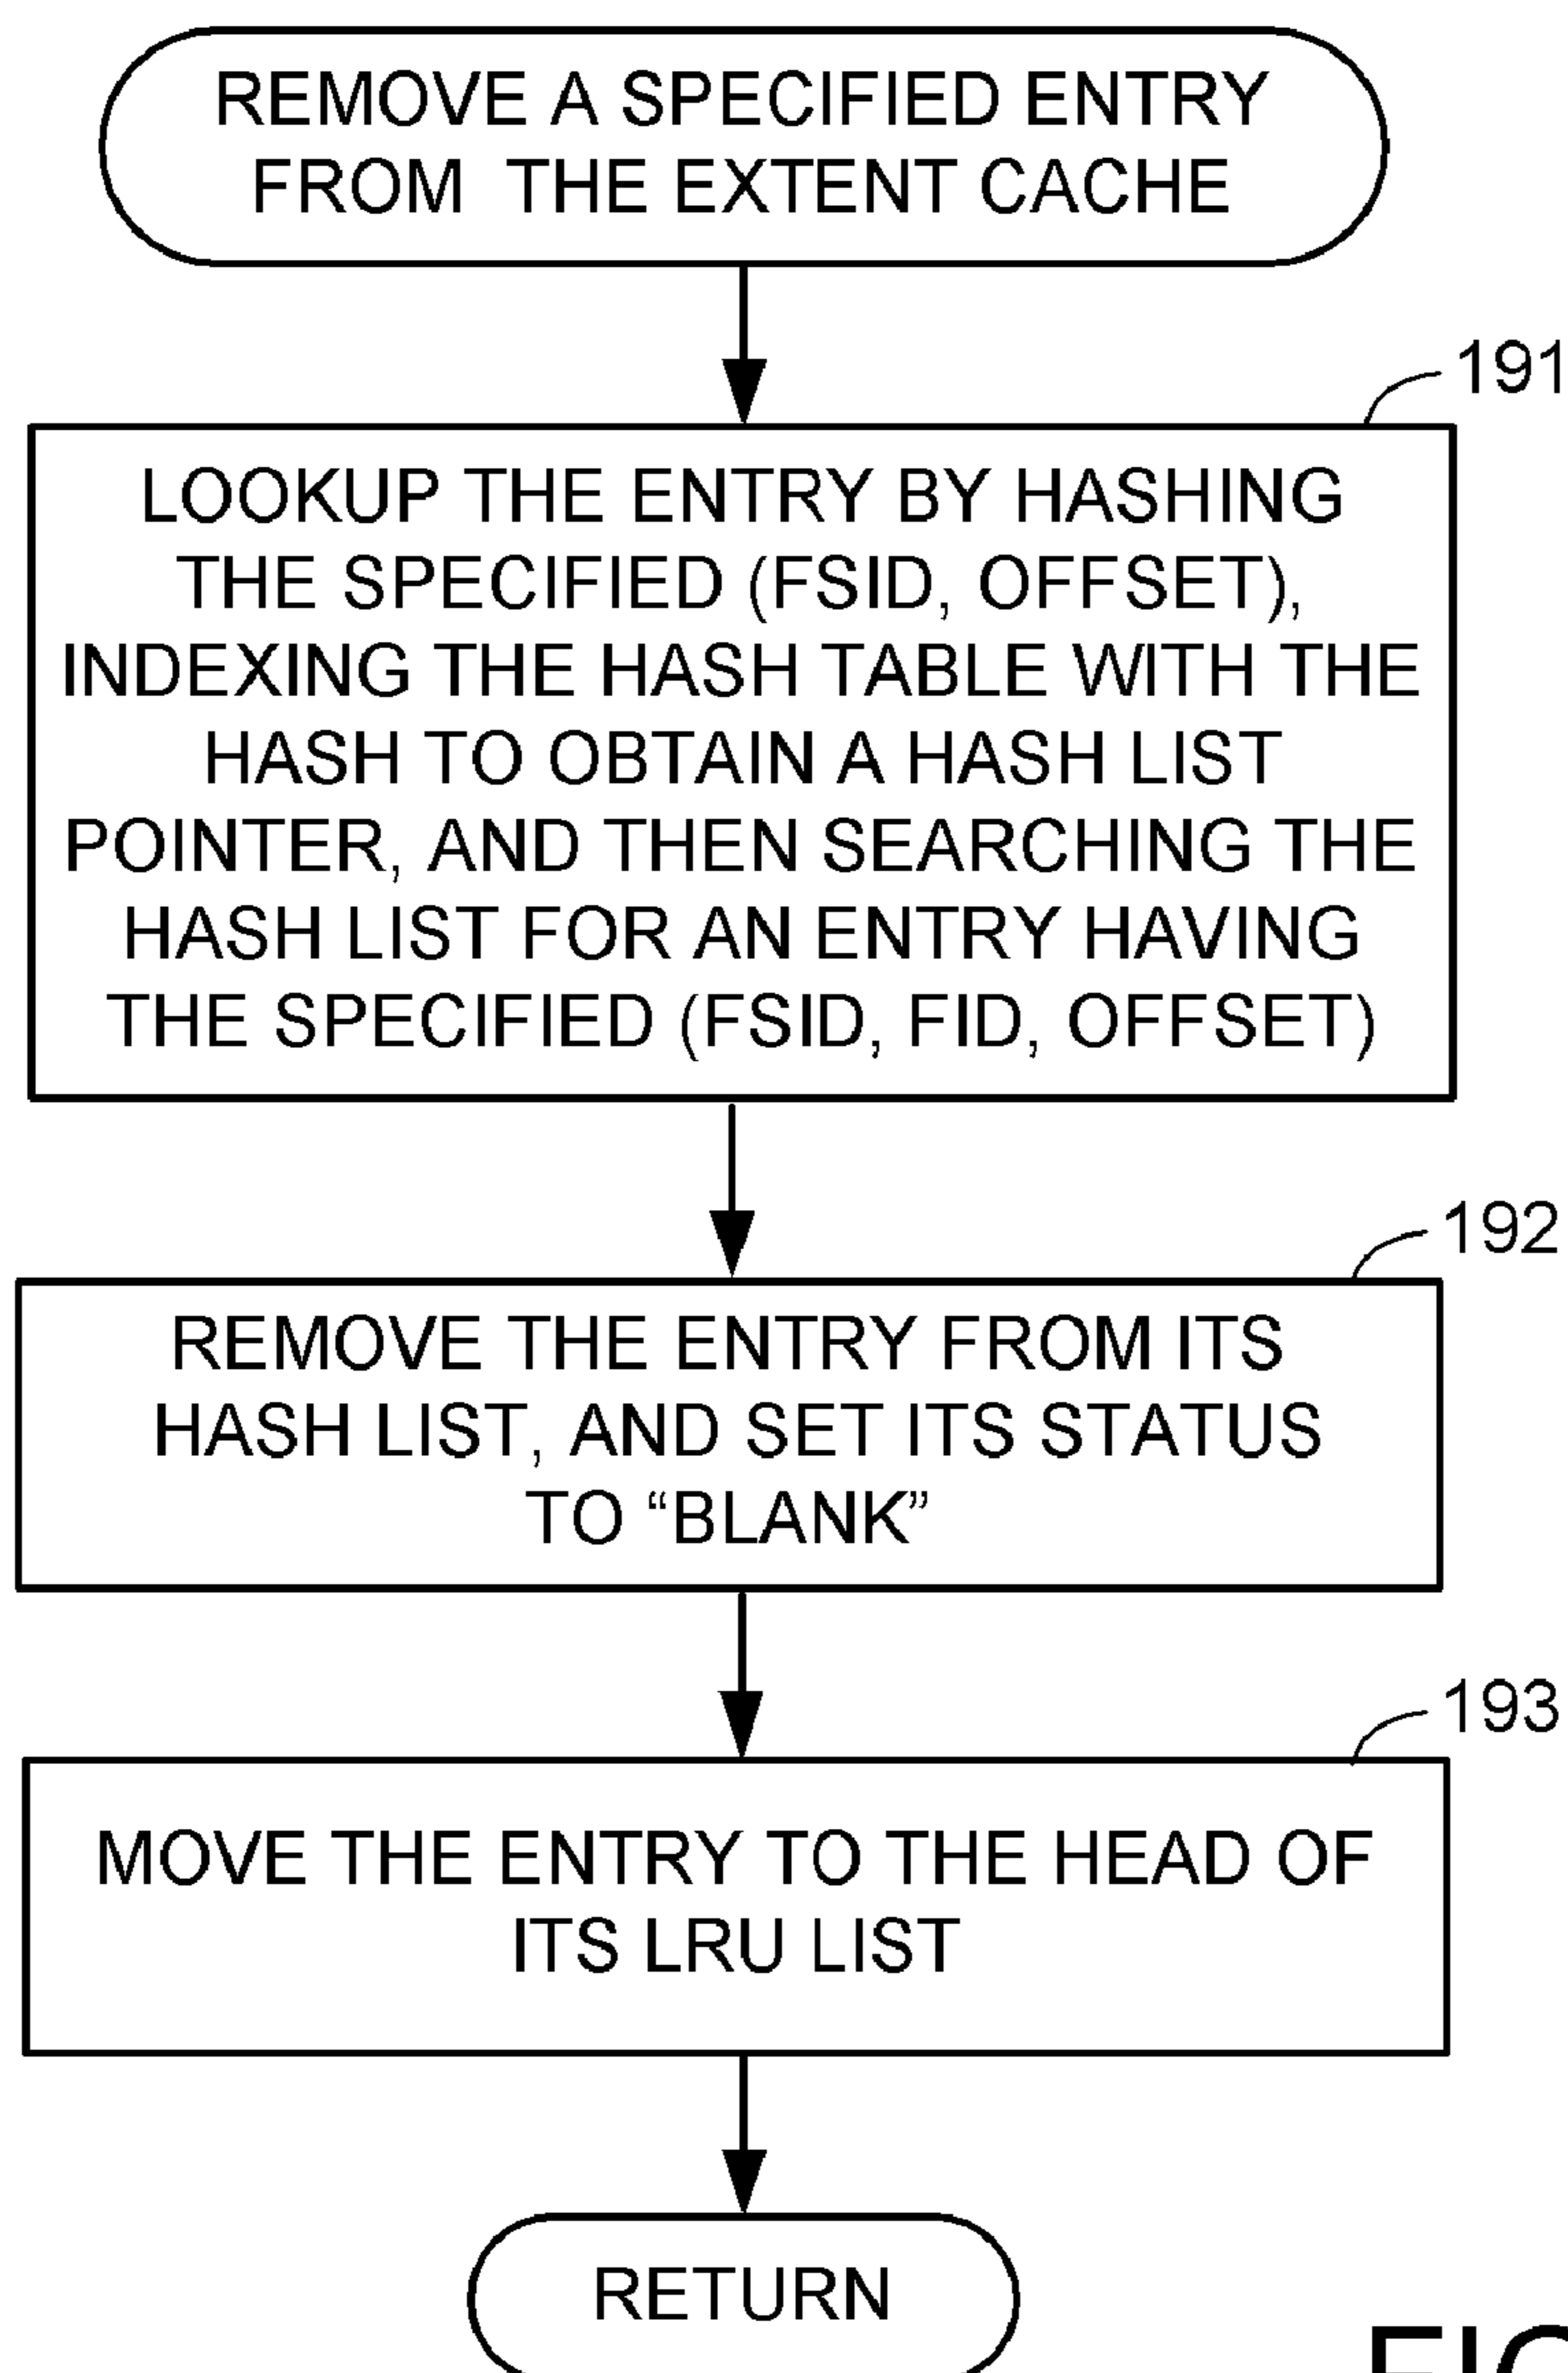 REMOVE A SPECIFIED ENTRY
FROM THE EXTENT CACHE
191
LOOKUP THE ENTRY BY HASHING
THE SPECIFIED (FSID, OFFSET),
INDEXING THE HASH TABLE WITH THE
HASH TO OBTAIN A HASH LIST
POINTER, AND THEN SEARCHING THE
HASH LIST FOR AN ENTRY HAVING
THE SPECIFIED (FSID, FID, OFFSET)
192
REMOVE THE ENTRY FROM ITS
HASH LIST, AND SET ITS STATUS
TO “BLANK”
193
MOVE THE ENTRY TO THE HEAD OF
ITS LRU LIST
RETURN